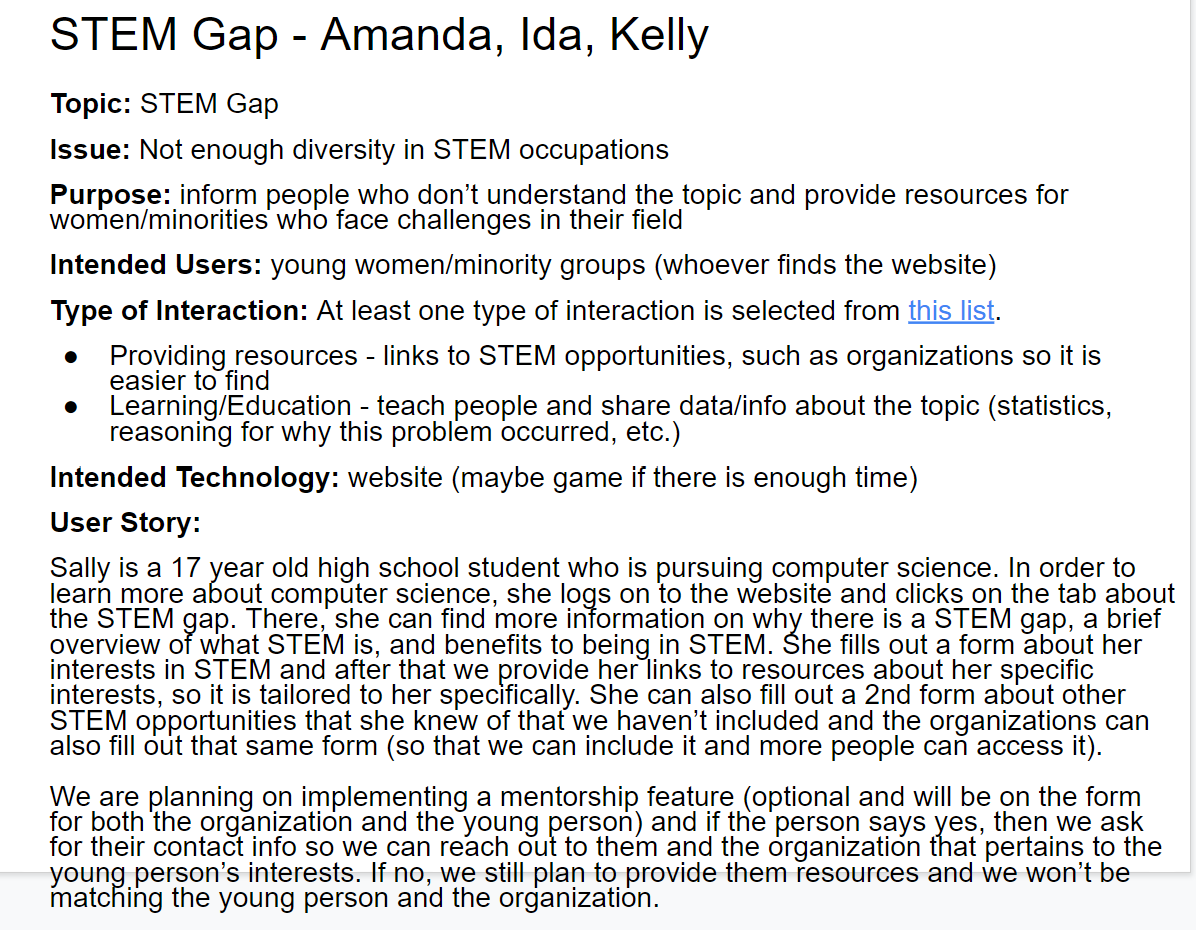 STEM Gap - Amanda, Ida, Kelly
Topic: STEM Gap
Issue: Not enough diversity in STEM occupations
Purpose: inform people who don’t understand the topic and provide resources for
women/minorities who face challenges in their field
Intended Users: young women/minority groups (whoever finds the website)
Type of Interaction: At least one type of interaction is selected from this list.
● Providing resources - links to STEM opportunities, such as organizations so it is
easier to find
● Learning/Education - teach people and share data/info about the topic (statistics,
reasoning for why this problem occurred, etc.)
Intended Technology: website (maybe game if there is enough time)
User Story:
Sally is a 17 year old high school student who is pursuing computer science. In order to
learn more about computer science, she logs on to the website and clicks on the tab about
the STEM gap. There, she can find more information on why there is a STEM gap, a brief
overview of what STEM is, and benefits to being in STEM. She fills out a form about her
interests in STEM and after that we provide her links to resources about her specific
interests, so it is tailored to her specifically. She can also fill out a 2nd form about other
STEM opportunities that she knew of that we haven’t included and the organizations can
also fill out that same form (so that we can include it and more people can access it).
We are planning on implementing a mentorship feature (optional and will be on the form
for both the organization and the young person) and if the person says yes, then we ask
for their contact info so we can reach out to them and the organization that pertains to the
young person’s interests. If no, we still plan to provide them resources and we won’t be
matching the young person and the organization.